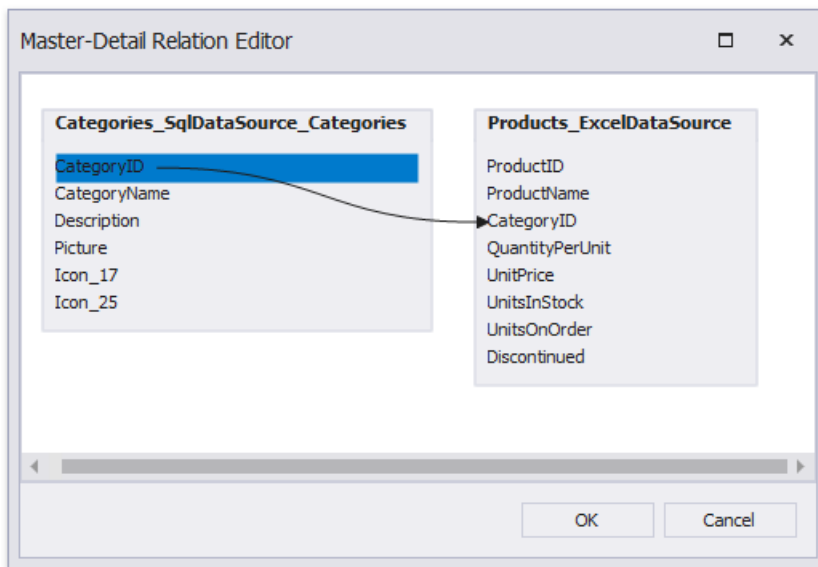 Master-Detail Relation Editor
Categories_SqlDataSource_Categories
CategoryID
CategoryName
Description
Picture
Icon_17
Icon_25
Products_ExcelDataSource
ProductID
ProductName
CategoryID
QuantityPerUnit
UnitPrice
UnitsInStock
UnitsOnOrder
Discontinued
OK
Cancel